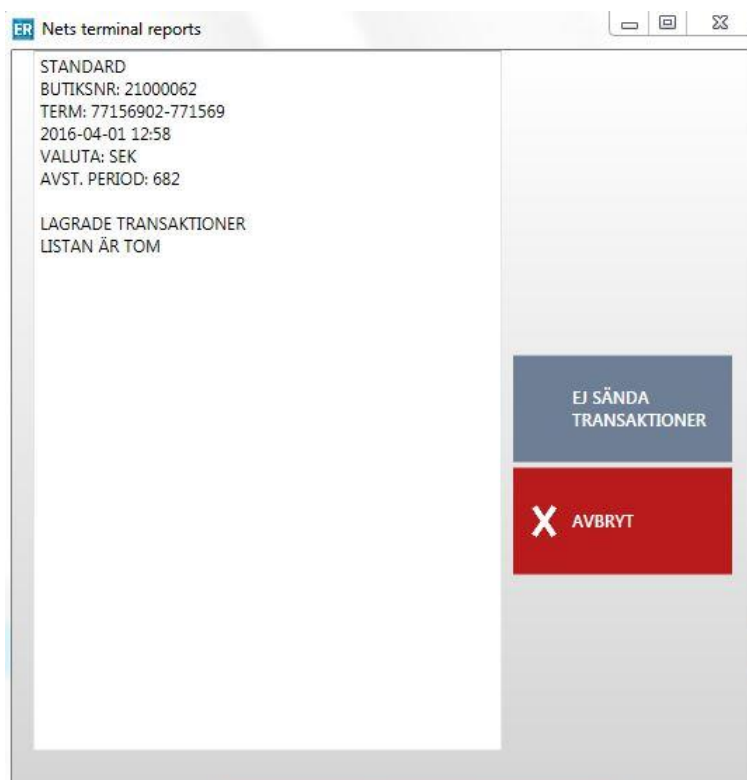 ER Nets terminal reports
STANDARD
BUTIKSNR: 21000062
TERM: 77156902-771569
2016-04-01 12:58
VALUTA: SEK
AVST. PERIOD: 682
LAGRADE TRANSAKTIONER
LISTAN ÄR TOM
EJ SÄNDA
TRANSAKTIONER
AVBRYT